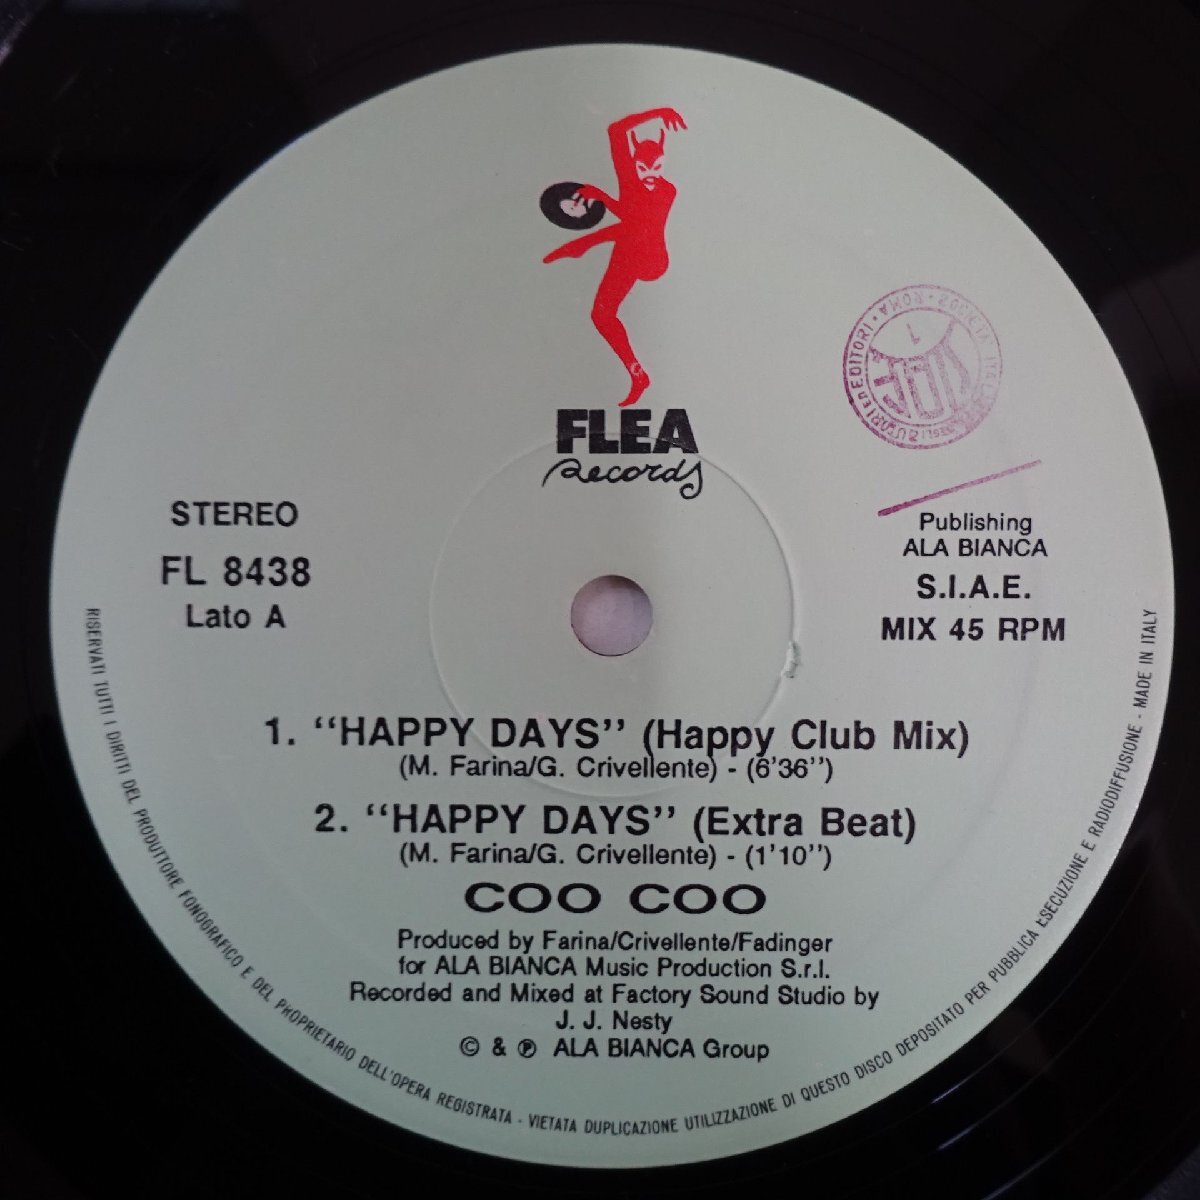 FLEA
Records
STEREO
FL 8438
Lato A
Publishing
ALA BIANCA
S.I.A.E.
MIX 45 RPM
1. "HAPPY DAYS" (Happy Club Mix)
(M. Farina/G. Crivellente) - (6'36")
2. "HAPPY DAYS" (Extra Beat)
(M. Farina/G. Crivellente) - (1'10")
COO COO
Produced by Farina/Crivellente/Fadinger
for ALA BIANCA Music Production S.r.l.
Recorded and Mixed at Factory Sound Studio by
J. J. Nesty
© & ℗ ALA BIANCA Group
RISERVATI TUTTI I DIRITTI DEL PRODUTTORE FONOGRAFICO E DEL PROPRIETARIO DELL'OPERA REGISTRATA - VIETATA DUPLICAZIONE UTILIZZAZIONE DI QUESTO DISCO DEPOSITATO PER PUBBLICA ESECUZIONE E RADIODIFFUSIONE - MADE IN ITALY
ED EDITORI • ROMA •
1